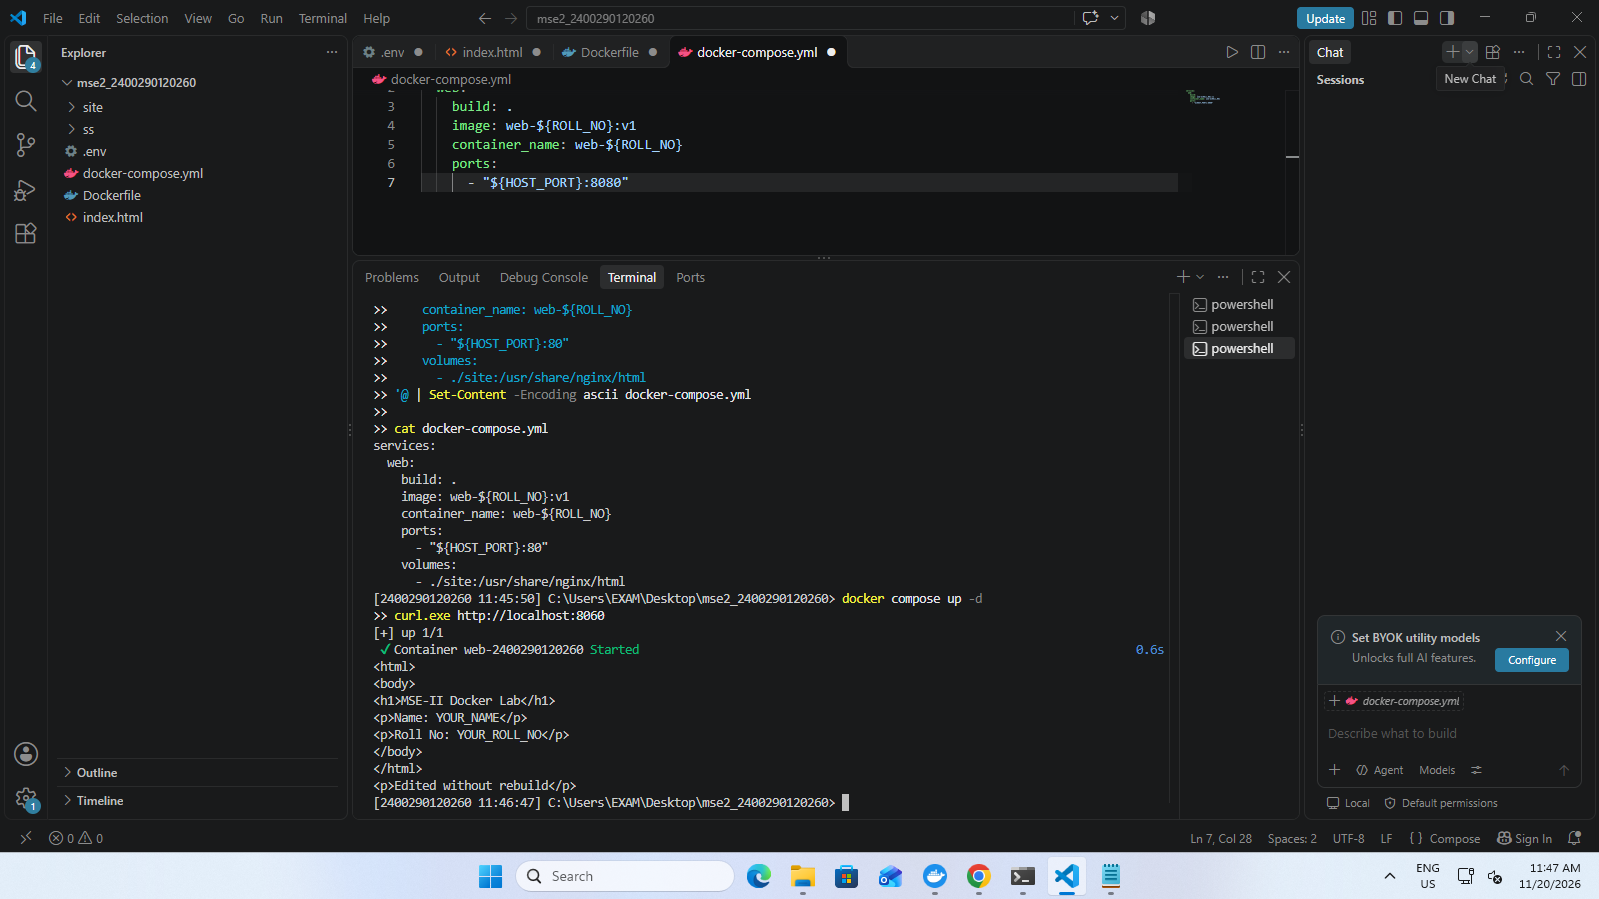 File Edit Selection View Go Run Terminal Help
mse2_2400290120260
Update
Explorer
mse2_2400290120260
site
ss
.env
docker-compose.yml
Dockerfile
index.html
Outline
Timeline
4
1
.env
index.html
Dockerfile
docker-compose.yml
docker-compose.yml
3 build: .
4 image: web-${ROLL_NO}:v1
5 container_name: web-${ROLL_NO}
6 ports:
7 - "${HOST_PORT}:8080"
Problems Output Debug Console Terminal Ports
>> container_name: web-${ROLL_NO}
>> ports:
>> - "${HOST_PORT}:80"
>> volumes:
>> - ./site:/usr/share/nginx/html
>> '@ | Set-Content -Encoding ascii docker-compose.yml
>>
>> cat docker-compose.yml
services:
web:
build: .
image: web-${ROLL_NO}:v1
container_name: web-${ROLL_NO}
ports:
- "${HOST_PORT}:80"
volumes:
- ./site:/usr/share/nginx/html
[2400290120260 11:45:50] C:\Users\EXAM\Desktop\mse2_2400290120260> docker compose up -d
>> curl.exe http://localhost:8060
[+] up 1/1
✓ Container web-2400290120260 Started 0.6s
<html>
<body>
<h1>MSE-II Docker Lab</h1>
<p>Name: YOUR_NAME</p>
<p>Roll No: YOUR_ROLL_NO</p>
</body>
</html>
<p>Edited without rebuild</p>
[2400290120260 11:46:47] C:\Users\EXAM\Desktop\mse2_2400290120260>
powershell
powershell
powershell
Chat
Sessions
New Chat
Set BYOK utility models
Unlocks full AI features.
Configure
docker-compose.yml
Describe what to build
Agent Models
Local Default permissions
0 0
Ln 7, Col 28 Spaces: 2 UTF-8 LF { } Compose Sign In
Search
ENG
US
11:47 AM
11/20/2026